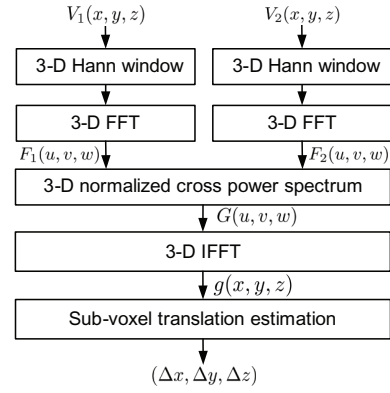 V₁(x, y, z) V₂(x, y, z)
3-D Hann window 3-D Hann window
3-D FFT 3-D FFT
F₁(u, v, w) F₂(u, v, w)
3-D normalized cross power spectrum
G(u, v, w)
3-D IFFT
g(x, y, z)
Sub-voxel translation estimation
(Δx, Δy, Δz)